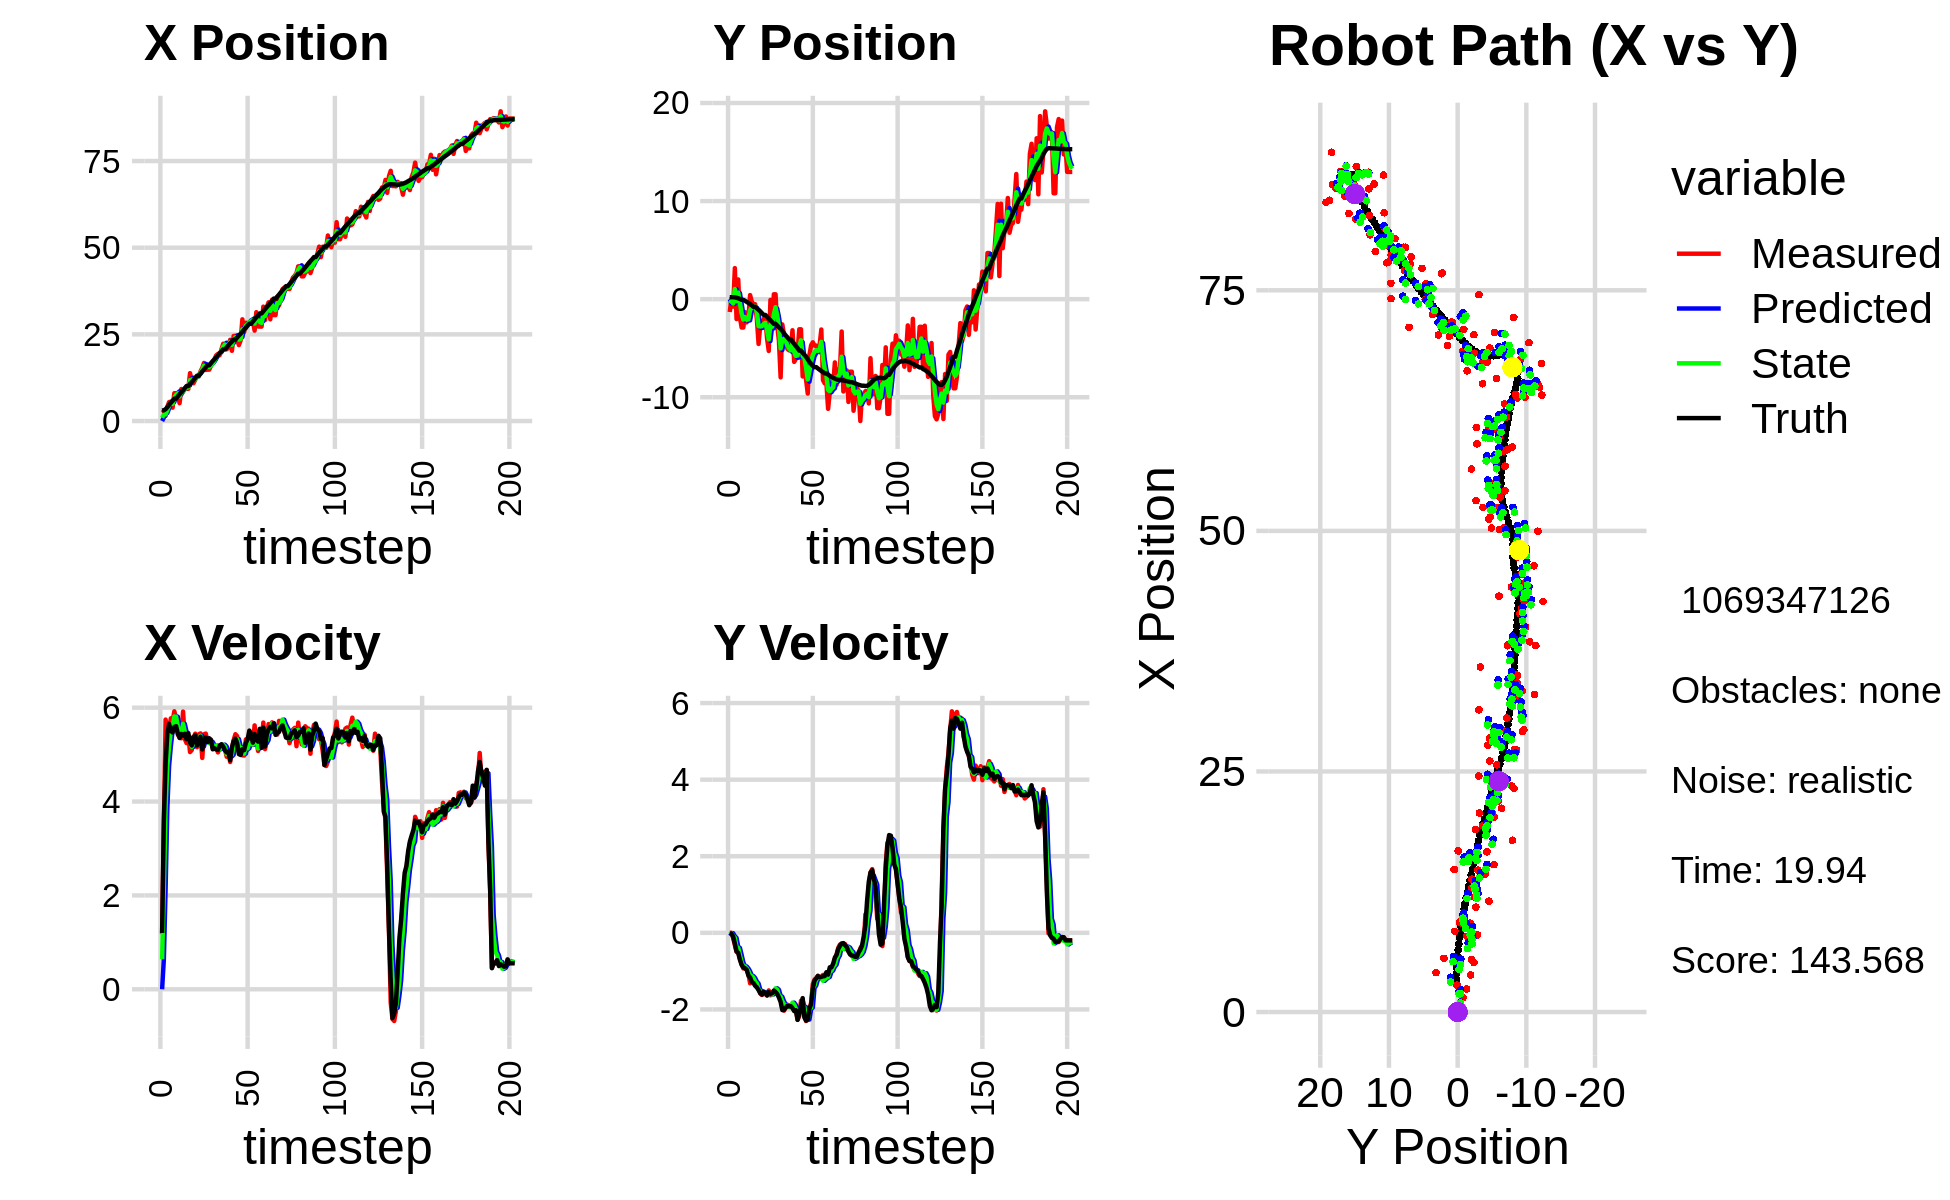 X Position
75
50
25
0
0
50
100
150
200
timestep
Y Position
20
10
0
-10
0
50
100
150
200
timestep
X Velocity
6
4
2
0
0
50
100
150
200
timestep
Y Velocity
6
4
2
0
-2
0
50
100
150
200
timestep
Robot Path (X vs Y)
X Position
75
50
25
0
20 10 0 -10 -20
Y Position
variable
Measured
Predicted
State
Truth
1069347126
Obstacles: none
Noise: realistic
Time: 19.94
Score: 143.568